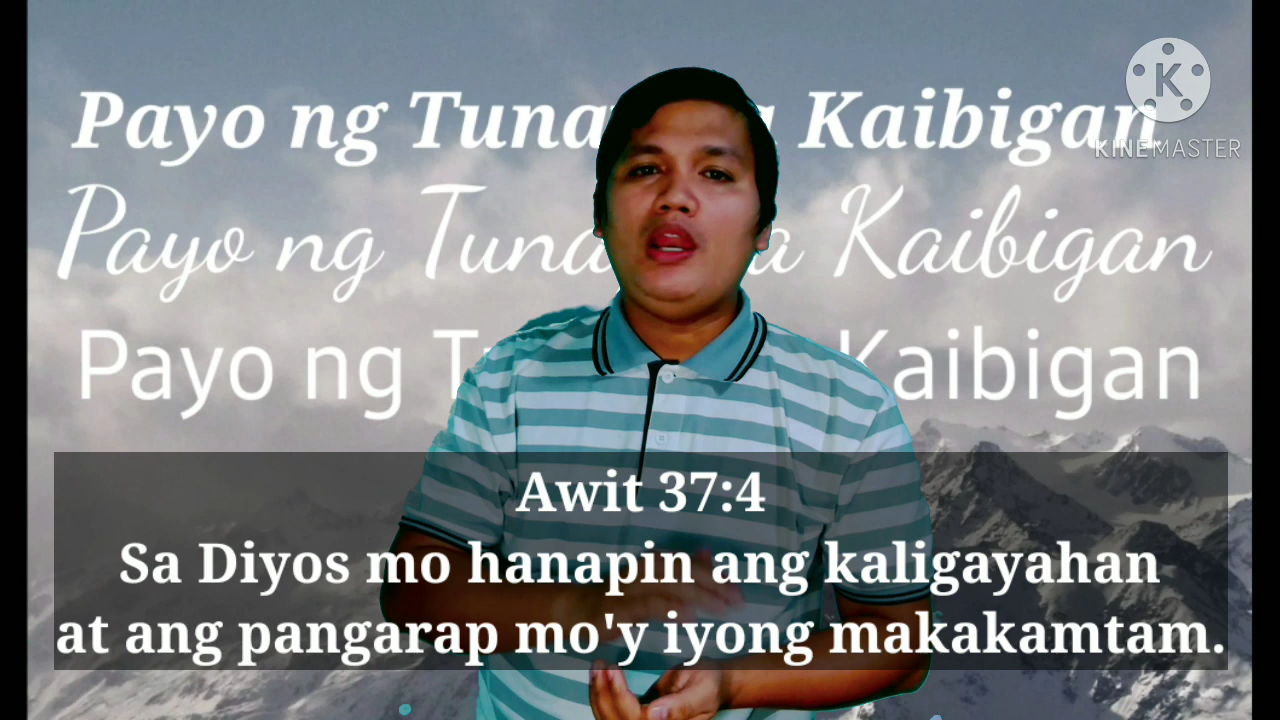 Payo ng Kaibigan
Payo ng Kaibigan
Payo ng Kaibigan
K
KINEMASTER
Awit 37:4
Sa Diyos mo hanapin ang kaligayahan
at ang pangarap mo'y iyong makakamtam.